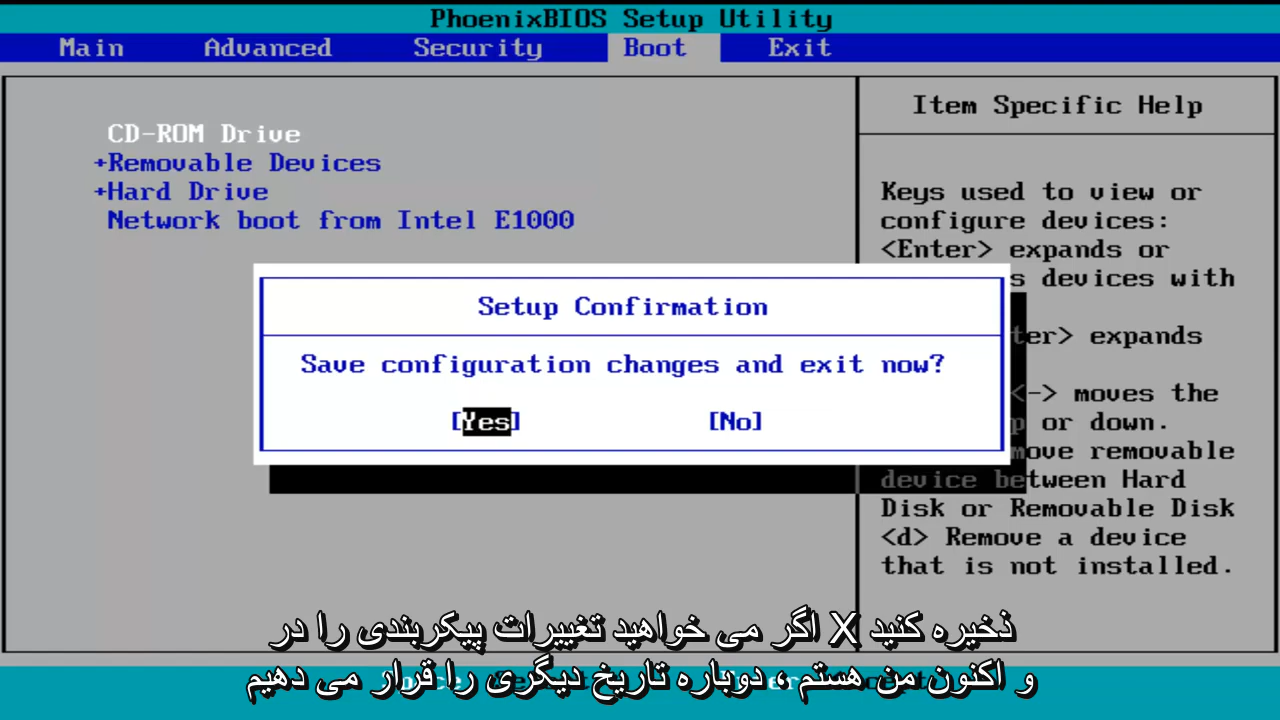 PhoenixBIOS Setup Utility
Main Advanced Security Boot Exit
CD-ROM Drive
+Removable Devices
+Hard Drive
Network boot from Intel E1000
Item Specific Help
Keys used to view or
configure devices:
<Enter> expands or
s devices with
ter> expands
<-> moves the
p or down.
move removable
device between Hard
Disk or Removable Disk
<d> Remove a device
that is not installed.
Setup Confirmation
Save configuration changes and exit now?
[Yes] [No]
ذخیره کنید X اگر می خواهید تغییرات پیکربندی را در
و اکنون من هستم ، دوباره تاریخ دیگری را قرار می دهیم